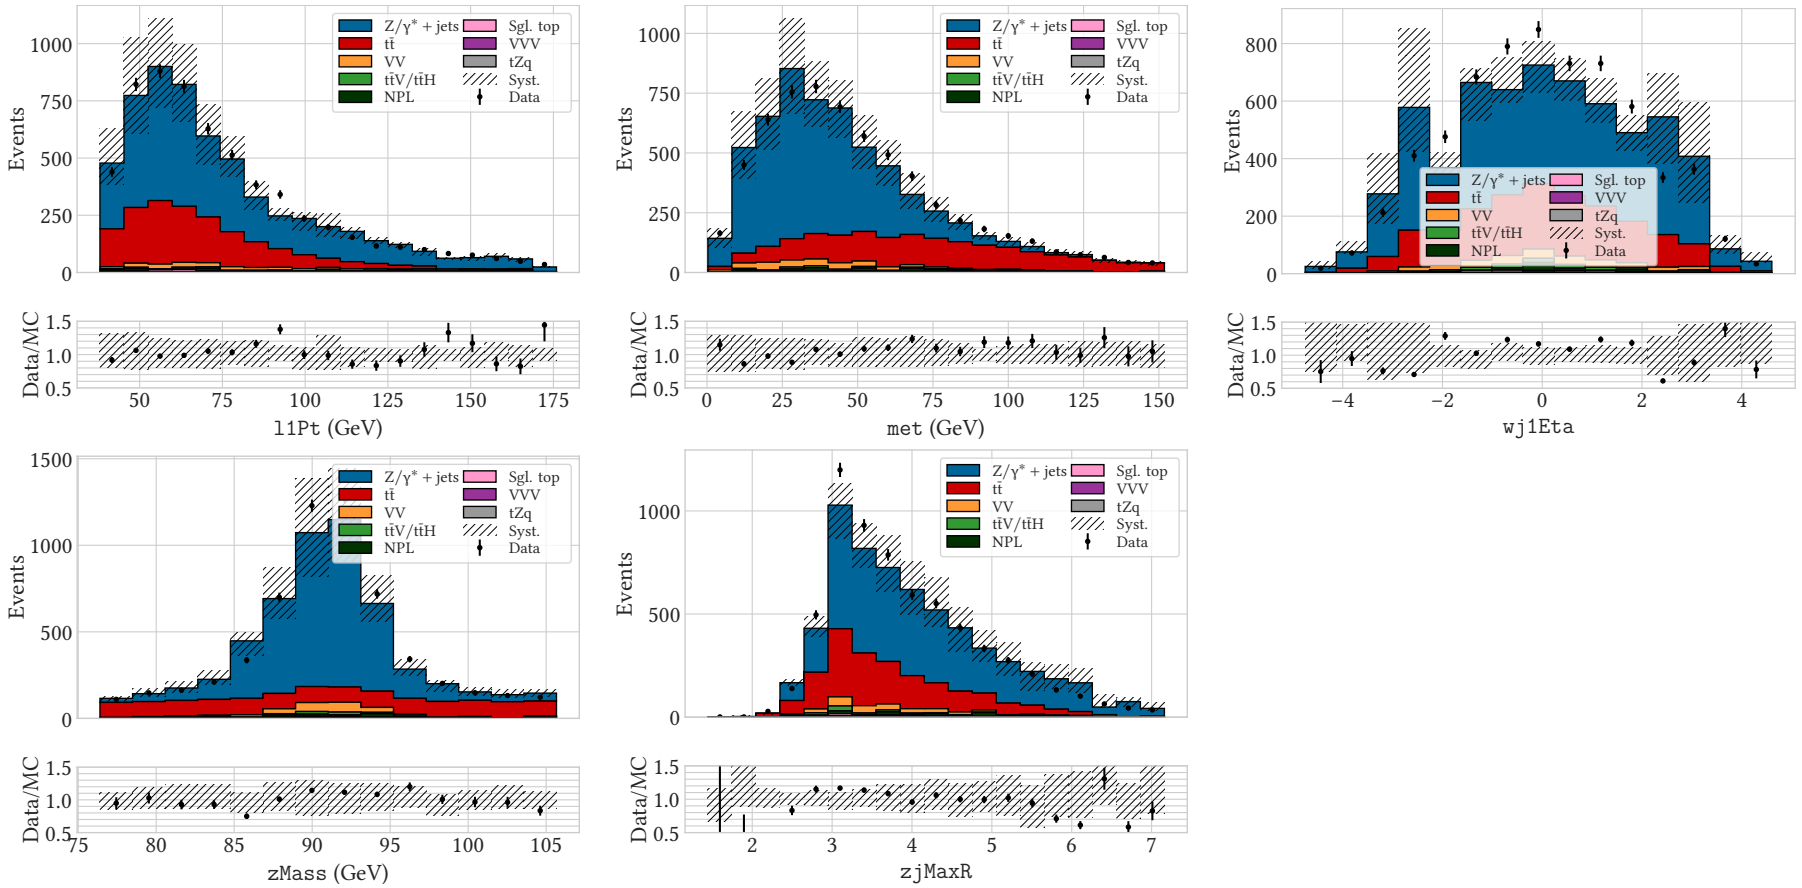 1000
750
500
250
0
Events
Z/γ* + jets
tt̄
VV
tt̄V/tt̄H
NPL
Sgl. top
VVV
tZq
Syst.
Data
1.5
1.0
0.5
Data/MC
50
75
100
125
150
175
l1Pt (GeV)
1000
750
500
250
0
Events
Z/γ* + jets
tt̄
VV
tt̄V/tt̄H
NPL
Sgl. top
VVV
tZq
Syst.
Data
1.5
1.0
0.5
Data/MC
0
25
50
75
100
125
150
met (GeV)
800
600
400
200
0
Events
Z/γ* + jets
tt̄
VV
tt̄V/tt̄H
NPL
Sgl. top
VVV
tZq
Syst.
Data
1.5
1.0
0.5
Data/MC
−4
−2
0
2
4
wj1Eta
1500
1000
500
0
Events
Z/γ* + jets
tt̄
VV
tt̄V/tt̄H
NPL
Sgl. top
VVV
tZq
Syst.
Data
1.5
1.0
0.5
Data/MC
75
80
85
90
95
100
105
zMass (GeV)
1000
500
0
Events
Z/γ* + jets
tt̄
VV
tt̄V/tt̄H
NPL
Sgl. top
VVV
tZq
Syst.
Data
1.5
1.0
0.5
Data/MC
2
3
4
5
6
7
zjMaxR